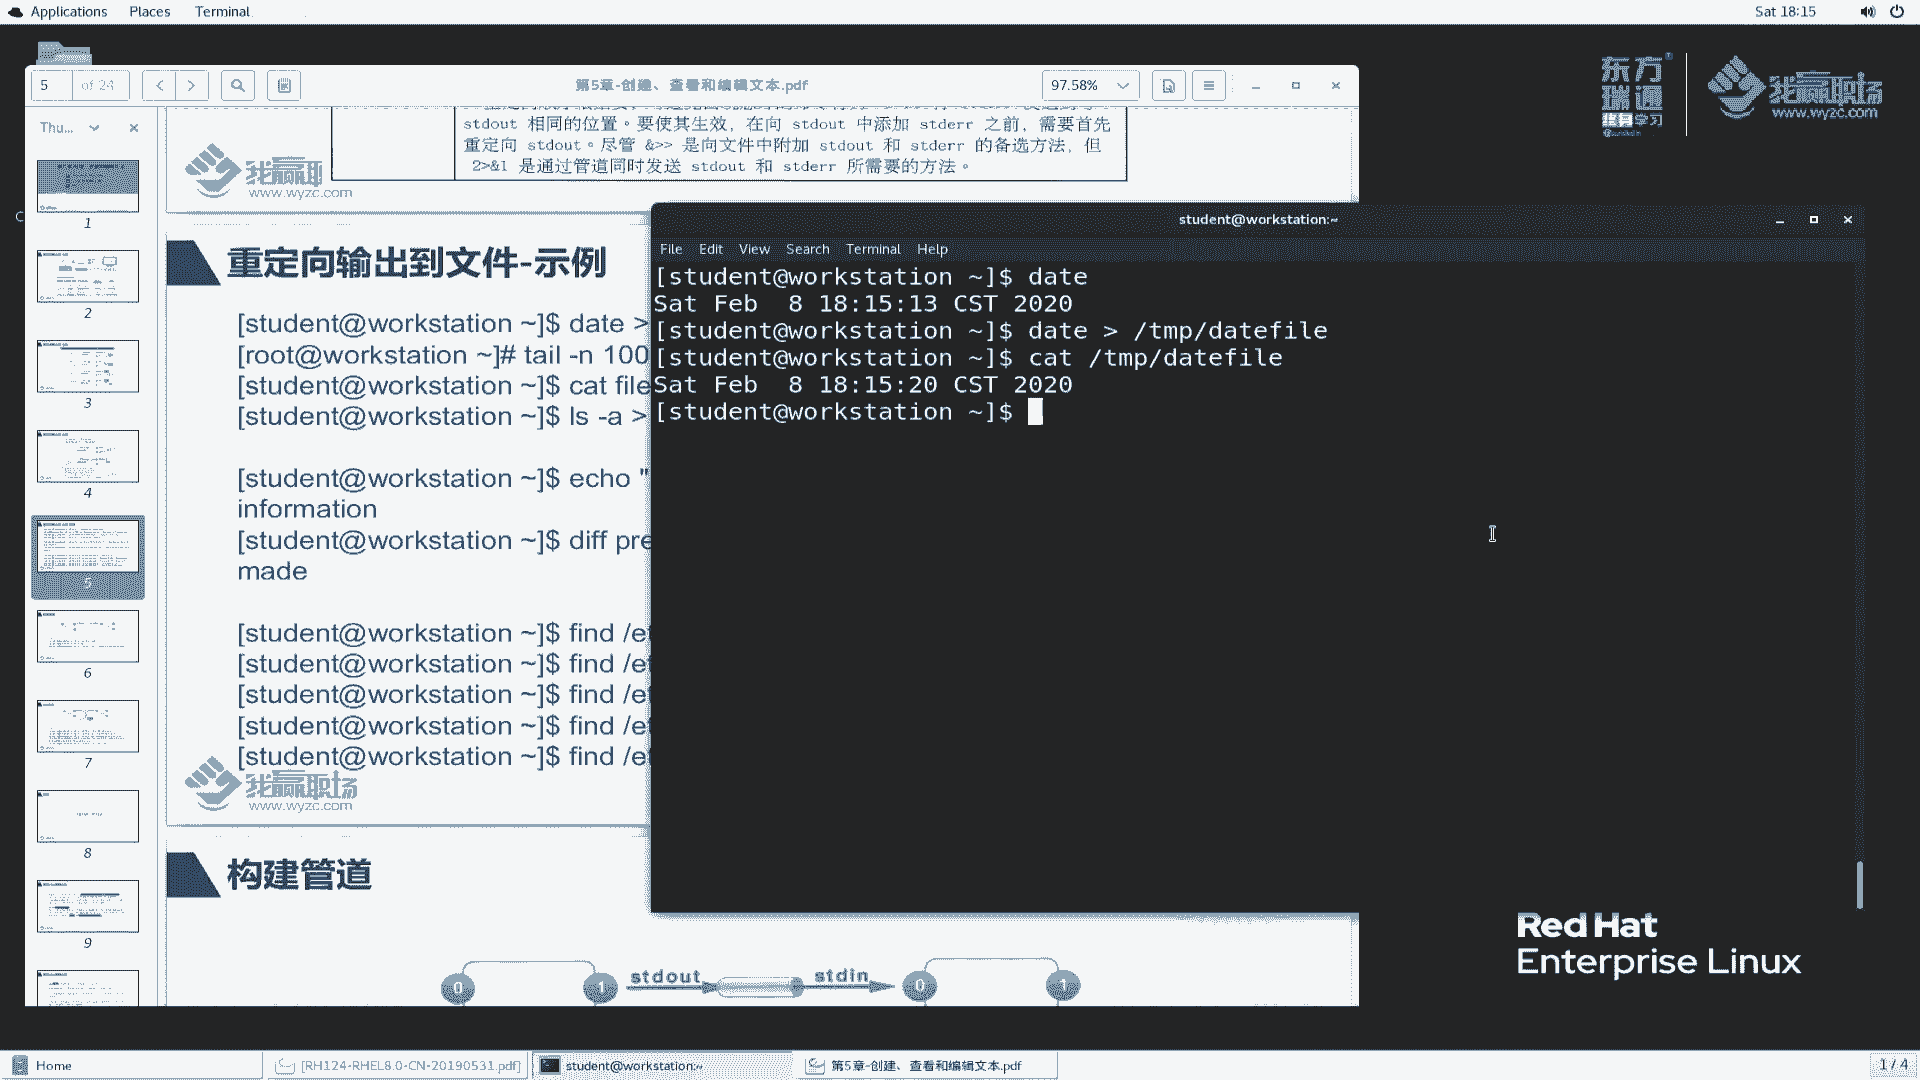 Applications Places Terminal
Sat 18:15
5 of 24
第5章-创建、查看和编辑文本.pdf
97.58%
东方瑞通
终身学习
我赢职场
www.wyzc.com
Thu...
1
2
3
4
5
6
7
8
9
stdout 相同的位置。要使其生效，在向 stdout 中添加 stderr 之前，需要首先
重定向 stdout。尽管 &>> 是向文件中附加 stdout 和 stderr 的备选方法，但
2>&1 是通过管道同时发送 stdout 和 stderr 所需要的方法。
我赢职场
www.wyzc.com
重定向输出到文件-示例
[student@workstation ~]$ date >
[root@workstation ~]# tail -n 100
[student@workstation ~]$ cat file
[student@workstation ~]$ ls -a >
[student@workstation ~]$ echo "
information
[student@workstation ~]$ diff pre
made
[student@workstation ~]$ find /et
[student@workstation ~]$ find /et
[student@workstation ~]$ find /et
[student@workstation ~]$ find /et
[student@workstation ~]$ find /et
我赢职场
www.wyzc.com
构建管道
0 1 stdout stdin 0 1
student@workstation:~
File Edit View Search Terminal Help
[student@workstation ~]$ date
Sat Feb  8 18:15:13 CST 2020
[student@workstation ~]$ date > /tmp/datefile
[student@workstation ~]$ cat /tmp/datefile
Sat Feb  8 18:15:20 CST 2020
[student@workstation ~]$
Red Hat
Enterprise Linux
Home
[RH124-RHEL8.0-CN-20190531.pdf]
student@workstation:~
第5章-创建、查看和编辑文本.pdf
1 / 4